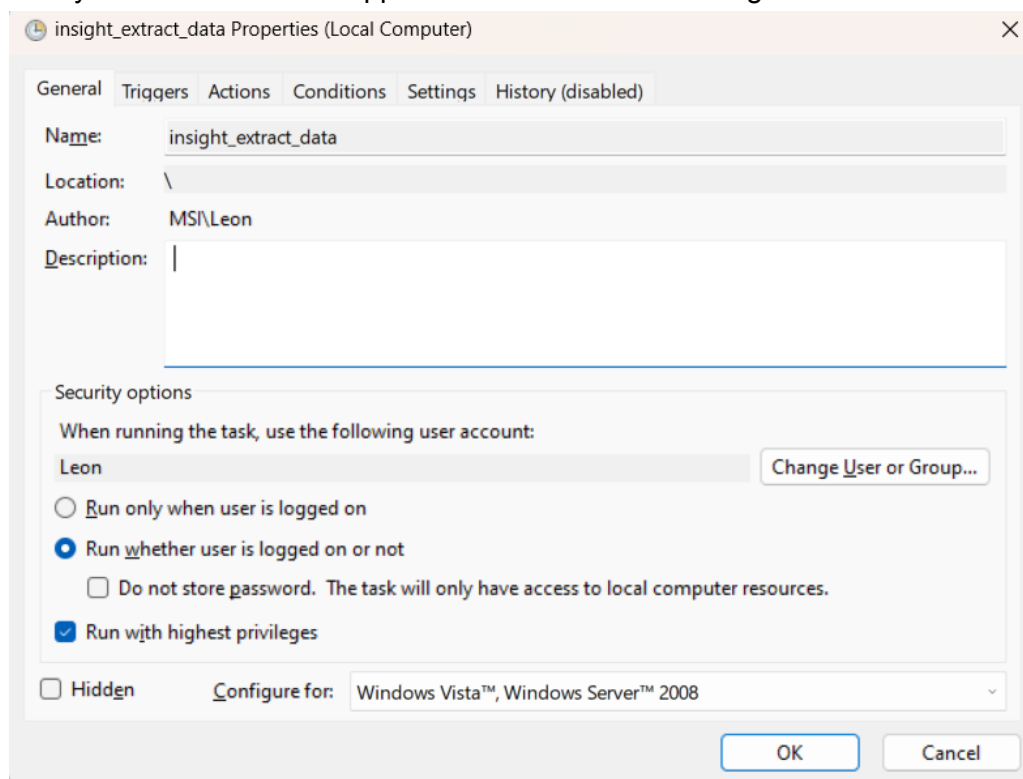 insight_extract_data Properties (Local Computer)
General Triggers Actions Conditions Settings History (disabled)
Name: insight_extract_data
Location: \
Author: MSI\Leon
Description:
Security options
When running the task, use the following user account:
Leon Change User or Group...
Run only when user is logged on
Run whether user is logged on or not
Do not store password. The task will only have access to local computer resources.
Run with highest privileges
Hidden Configure for: Windows Vista™, Windows Server™ 2008
OK Cancel